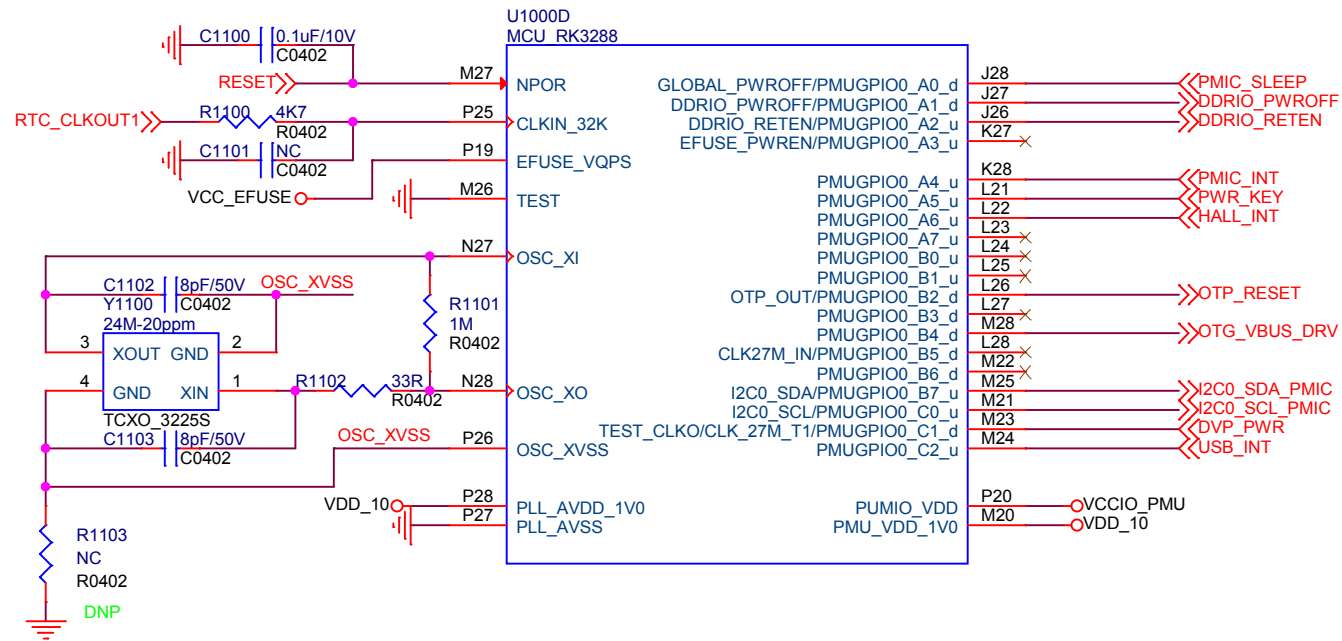 U1000D
MCU_RK3288
C1100 0.1uF/10V
C0402
RESET
M27 NPOR
RTC_CLKOUT1
R1100 4K7
R0402
P25 CLKIN_32K
C1101 NC
C0402
P19 EFUSE_VQPS
VCC_EFUSE
M26 TEST
N27 OSC_XI
C1102 8pF/50V OSC_XVSS
C0402
Y1100
24M-20ppm
3 XOUT GND 2
4 GND XIN 1
TCXO_3225S
R1101
1M
R0402
R1102 33R
R0402
N28 OSC_XO
C1103 8pF/50V
C0402
OSC_XVSS
P26 OSC_XVSS
VDD_10
P28 PLL_AVDD_1V0
P27 PLL_AVSS
R1103
NC
R0402
DNP
GLOBAL_PWROFF/PMUGPIO0_A0_d J28 PMIC_SLEEP
DDRIO_PWROFF/PMUGPIO0_A1_d J27 DDRIO_PWROFF
DDRIO_RETEN/PMUGPIO0_A2_u J26 DDRIO_RETEN
EFUSE_PWREN/PMUGPIO0_A3_u K27
PMUGPIO0_A4_u K28 PMIC_INT
PMUGPIO0_A5_u L21 PWR_KEY
PMUGPIO0_A6_u L22 HALL_INT
PMUGPIO0_A7_u L23
PMUGPIO0_B0_u L24
PMUGPIO0_B1_u L25
OTP_OUT/PMUGPIO0_B2_d L26 OTP_RESET
PMUGPIO0_B3_d L27
PMUGPIO0_B4_d M28 OTG_VBUS_DRV
CLK27M_IN/PMUGPIO0_B5_d L28
PMUGPIO0_B6_d M22
I2C0_SDA/PMUGPIO0_B7_u M25 I2C0_SDA_PMIC
I2C0_SCL/PMUGPIO0_C0_u M21 I2C0_SCL_PMIC
TEST_CLKO/CLK_27M_T1/PMUGPIO0_C1_d M23 DVP_PWR
PMUGPIO0_C2_u M24 USB_INT
PUMIO_VDD P20 VCCIO_PMU
PMU_VDD_1V0 M20 VDD_10